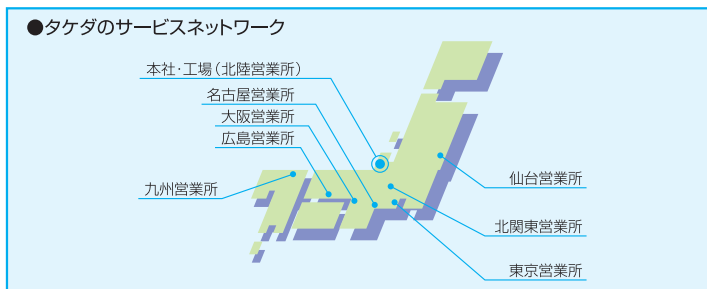 ●タケダのサービスネットワーク
本社・工場（北陸営業所）
名古屋営業所
大阪営業所
広島営業所
九州営業所
仙台営業所
北関東営業所
東京営業所